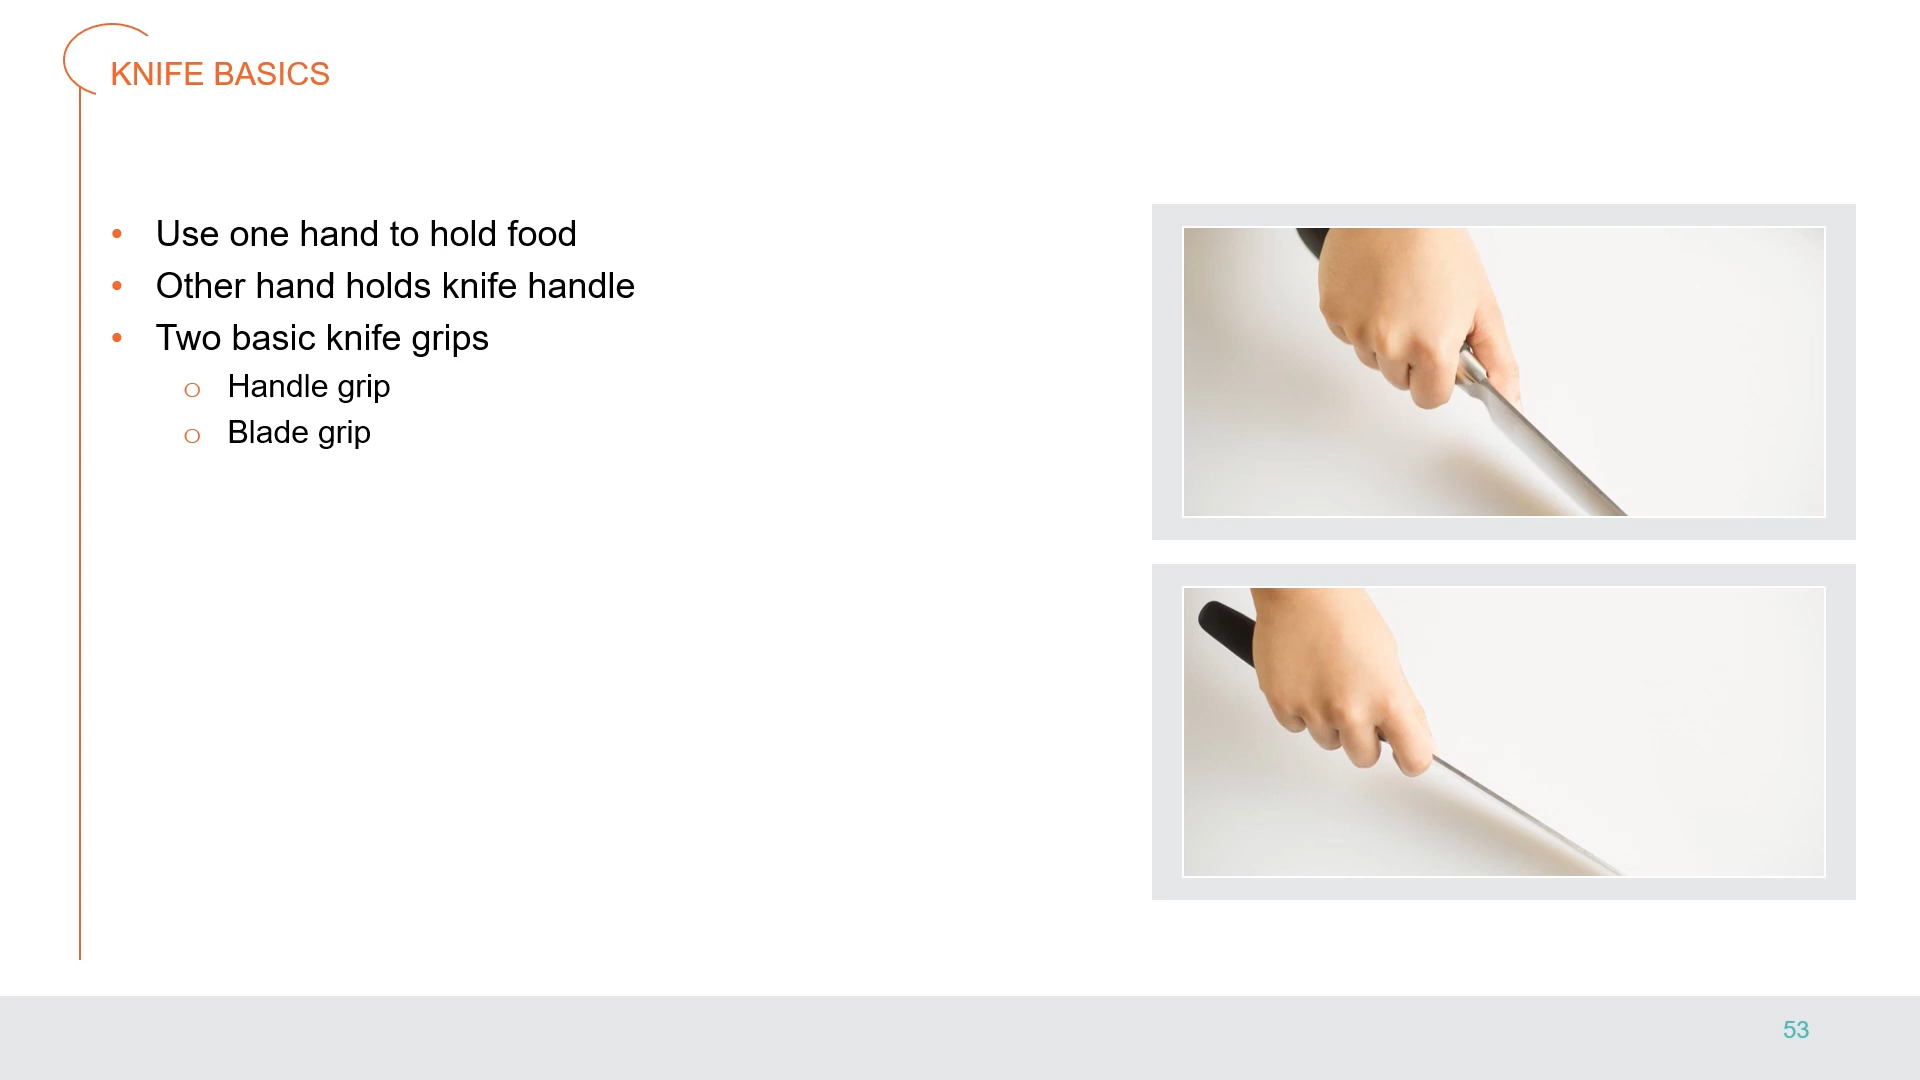 KNIFE BASICS
• Use one hand to hold food
• Other hand holds knife handle
• Two basic knife grips
o Handle grip
o Blade grip
53